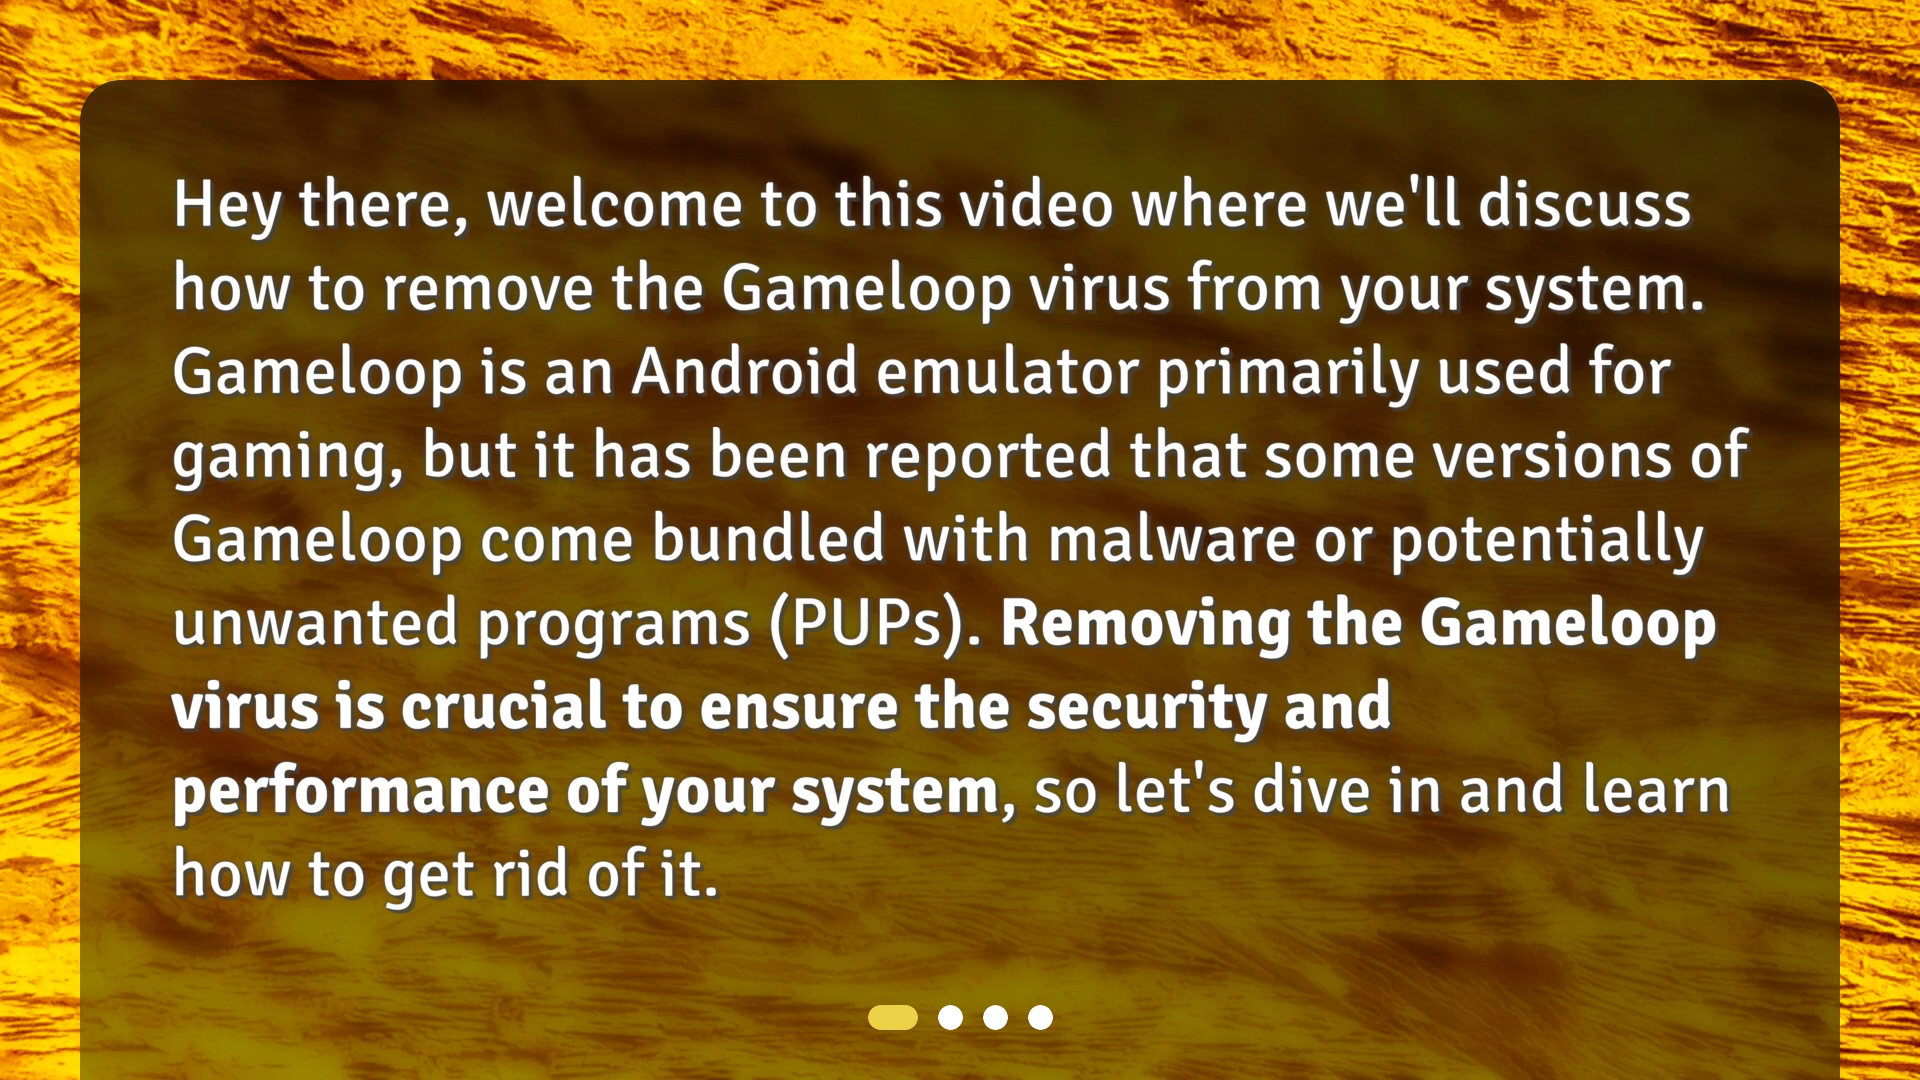 Hey there, welcome to this video where we'll discuss
how to remove the Gameloop virus from your system.
Gameloop is an Android emulator primarily used for
gaming, but it has been reported that some versions of
Gameloop come bundled with malware or potentially
unwanted programs (PUPs). Removing the Gameloop
virus is crucial to ensure the security and
performance of your system, so let's dive in and learn
how to get rid of it.